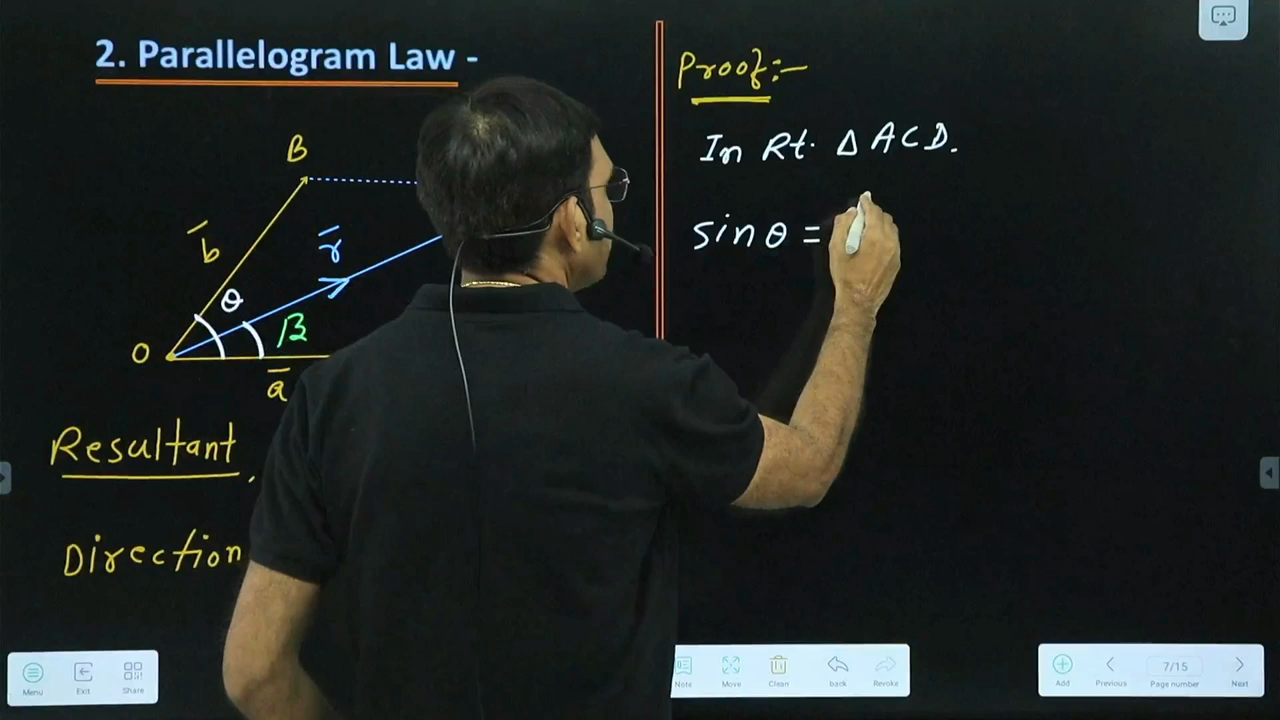 2. Parallelogram Law -
B
b̅
r̅
θ
β
O
a̅
Resultant
Direction
Proof:-
In Rt. Δ ACD.
sin θ =
Menu
Exit
Share
Note
Move
Clean
back
Revoke
Add
Previous
7/15
Page number
Next